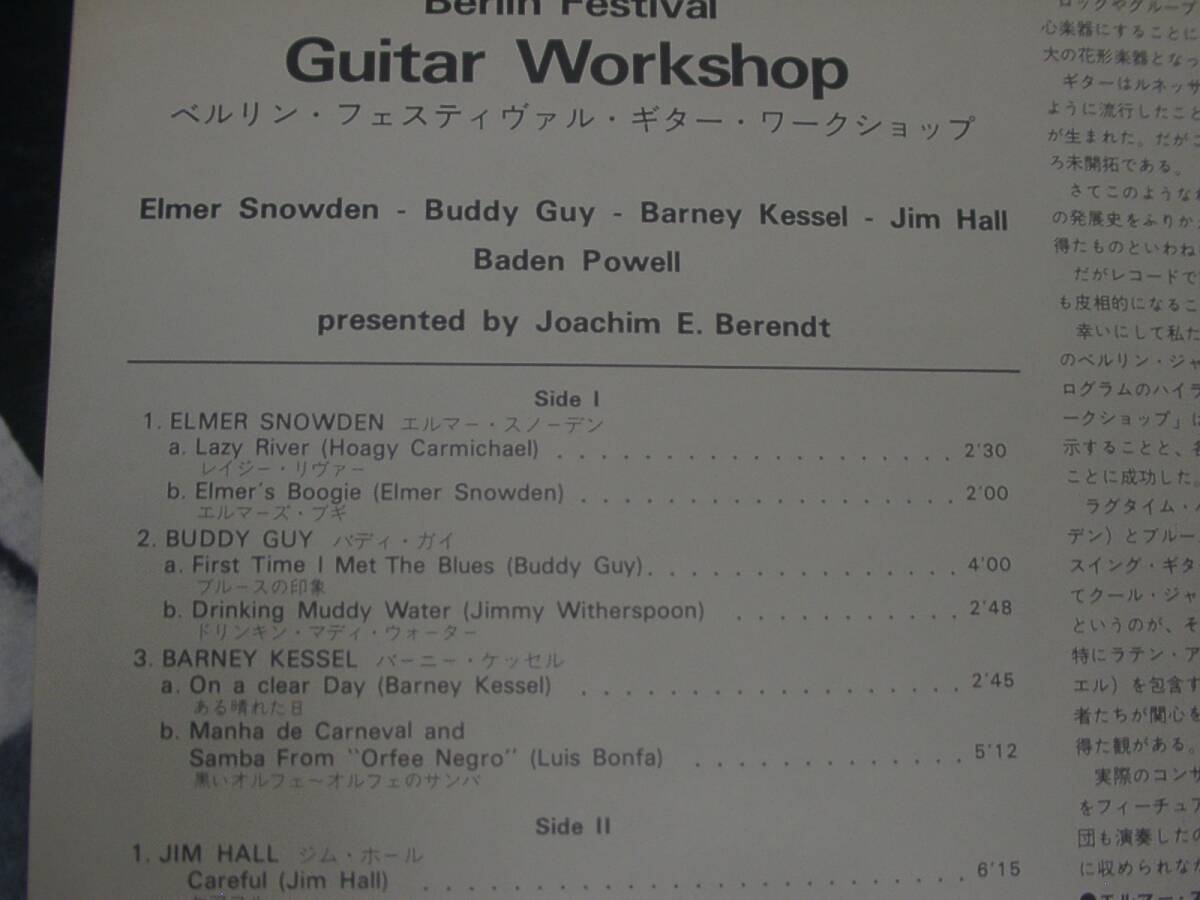 Berlin Festival
Guitar Workshop
ベルリン・フェスティヴァル・ギター・ワークショップ
Elmer Snowden - Buddy Guy - Barney Kessel - Jim Hall
Baden Powell
presented by Joachim E. Berendt
Side I
1. ELMER SNOWDEN エルマー・スノーデン
a. Lazy River (Hoagy Carmichael) . . . . . . . . . . . . . . . . . . 2'30
レイジー・リヴァー
b. Elmer's Boogie (Elmer Snowden) . . . . . . . . . . . . . . . . . 2'00
エルマーズ・ブギ
2. BUDDY GUY バディ・ガイ
a. First Time I Met The Blues (Buddy Guy). . . . . . . . . . . . . . 4'00
ブルースの印象
b. Drinking Muddy Water (Jimmy Witherspoon) . . . . . . . . . . 2'48
ドリンキン・マディ・ウォーター
3. BARNEY KESSEL バーニー・ケッセル
a. On a clear Day (Barney Kessel) . . . . . . . . . . . . . . . . . 2'45
ある晴れた日
b. Manha de Carneval and
Samba From "Orfee Negro" (Luis Bonfa) . . . . . . . . . . . . 5'12
黒いオルフェ〜オルフェのサンバ
Side II
1. JIM HALL ジム・ホール
Careful (Jim Hall) . . . . . . . . . . . . . . . . . . . . . . . . 6'15
ロックやグループ
心楽器にすることに
大の花形楽器となっ
ギターはルネッサ
ように流行したこと
が生まれた。だがこ
ろ未開拓である。
さてこのような
の発展史をふりか
得たものといわね
だがレコードで
も皮相的になるこ
幸いにして私た
のベルリン・ジャ
ログラムのハイラ
ークショップ」は
示することと、各
ことに成功した。
ラグタイム・
デン）とブルー
スイング・ギタ
てクール・ジャ
というのが、そ
特にラテン・ア
エル）を包含す
者たちが関心を
得た観がある。
実際のコンサ
をフィーチュア
団も演奏したの
に収められなか